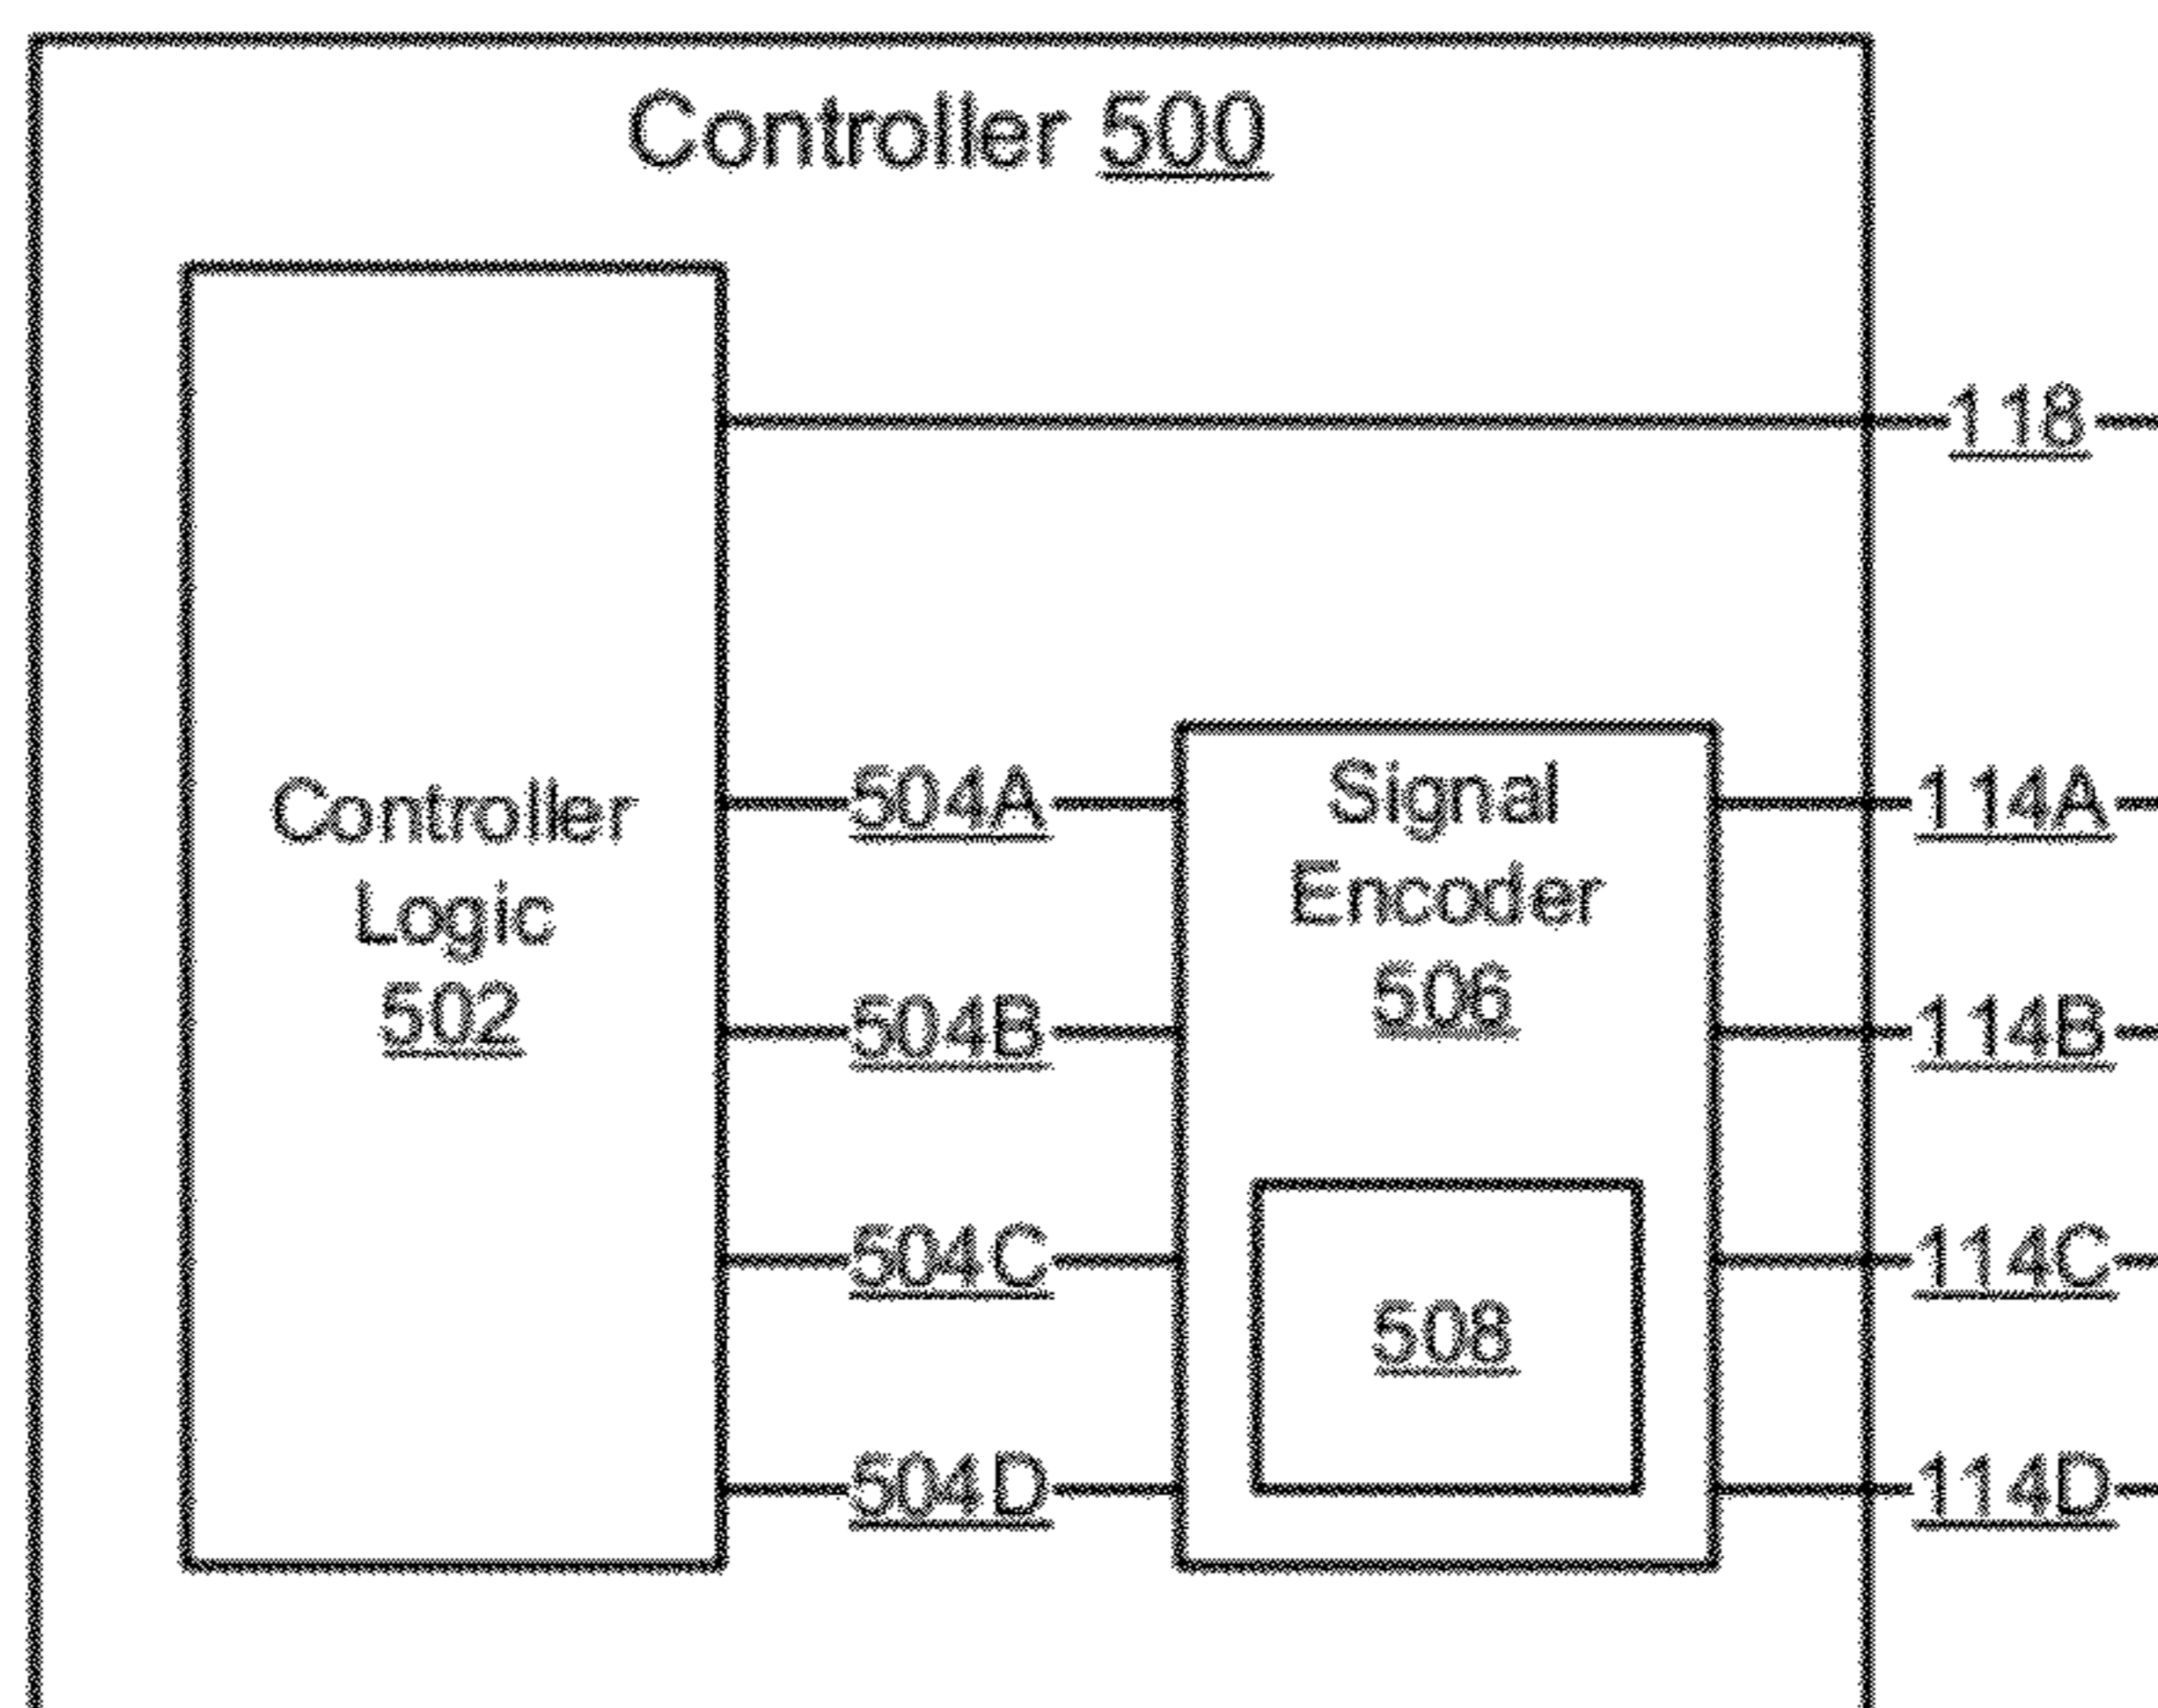 Controller 500
118
Controller
Logic
502
504A
504B
504C
504D
Signal
Encoder
506
508
114A
114B
114C
114D